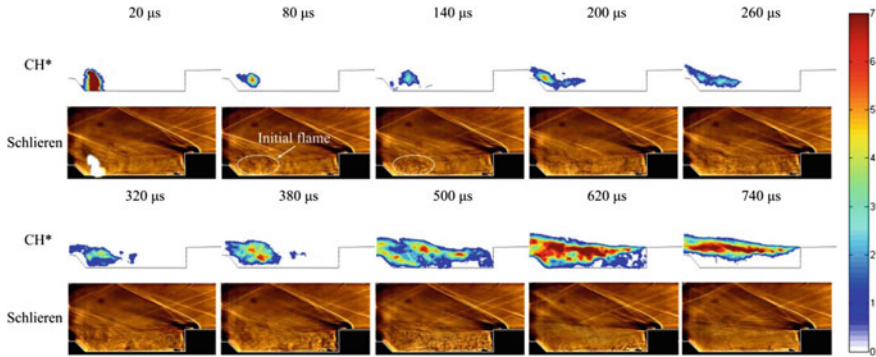 20 μs 80 μs 140 μs 200 μs 260 μs
CH*
Schlieren
Initial flame
320 μs 380 μs 500 μs 620 μs 740 μs
CH*
Schlieren
7
6
5
4
3
2
1
0